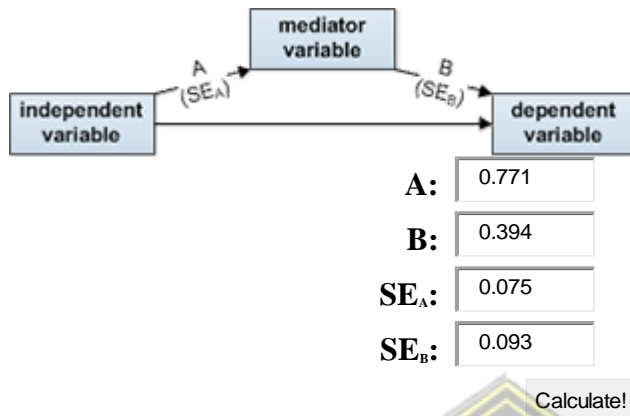 mediator
variable
A
(SEA)
B
(SEB)
independent
variable
dependent
variable
A: 0.771
B: 0.394
SEA: 0.075
SEB: 0.093
Calculate!